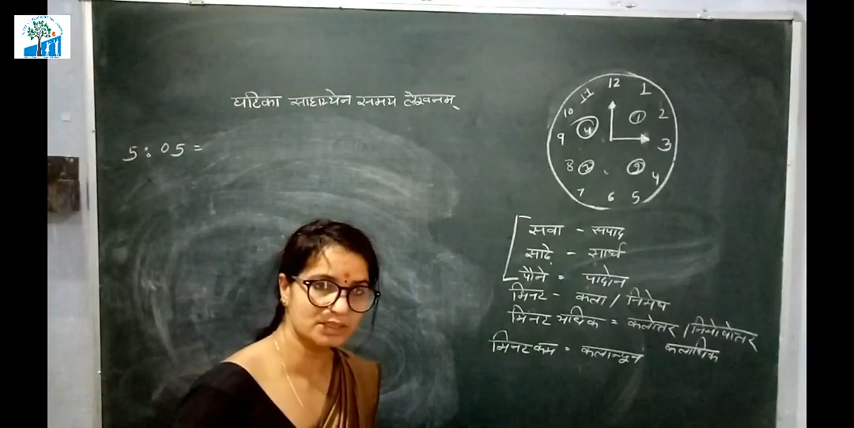 घटिका साहाय्येन समय लेखनम्
5:05 =
12
11 1
10 2
9 3
8 4
7 5
6
सवा - सपाद
साढे - सार्ध
पौने = पादोन
मिनट - कला / निमेष
मिनट अधिक = कलोत्तर / निमेषोत्तर
कलाधिक
मिनट कम = कलान्यून